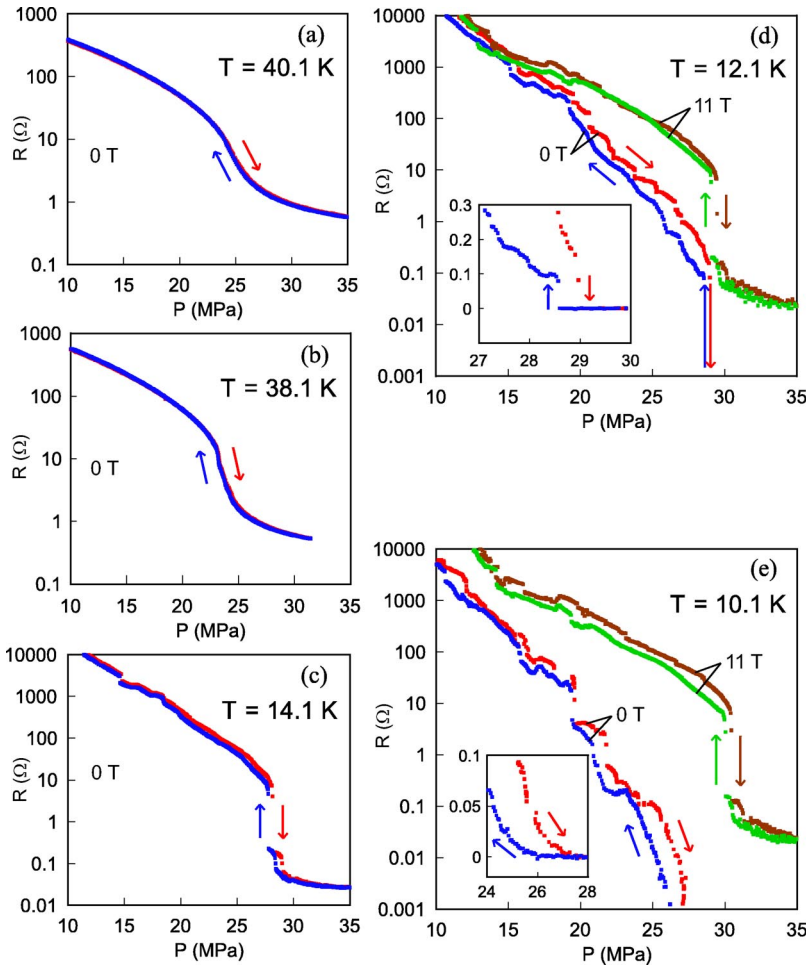 (a)
T = 40.1 K
0 T
R (Ω)
1000
100
10
1
0.1
10 15 20 25 30 35
P (MPa)
(b)
T = 38.1 K
0 T
R (Ω)
1000
100
10
1
0.1
10 15 20 25 30 35
P (MPa)
(c)
T = 14.1 K
0 T
R (Ω)
10000
1000
100
10
1
0.1
0.01
10 15 20 25 30 35
P (MPa)
(d)
T = 12.1 K
11 T
0 T
R (Ω)
10000
1000
100
10
1
0.1
0.01
0.001
0.3
0.2
0.1
0
27 28 29 30
10 15 20 25 30 35
P (MPa)
(e)
T = 10.1 K
11 T
0 T
R (Ω)
10000
1000
100
10
1
0.1
0.01
0.001
0.1
0.05
0
24 26 28
10 15 20 25 30 35
P (MPa)